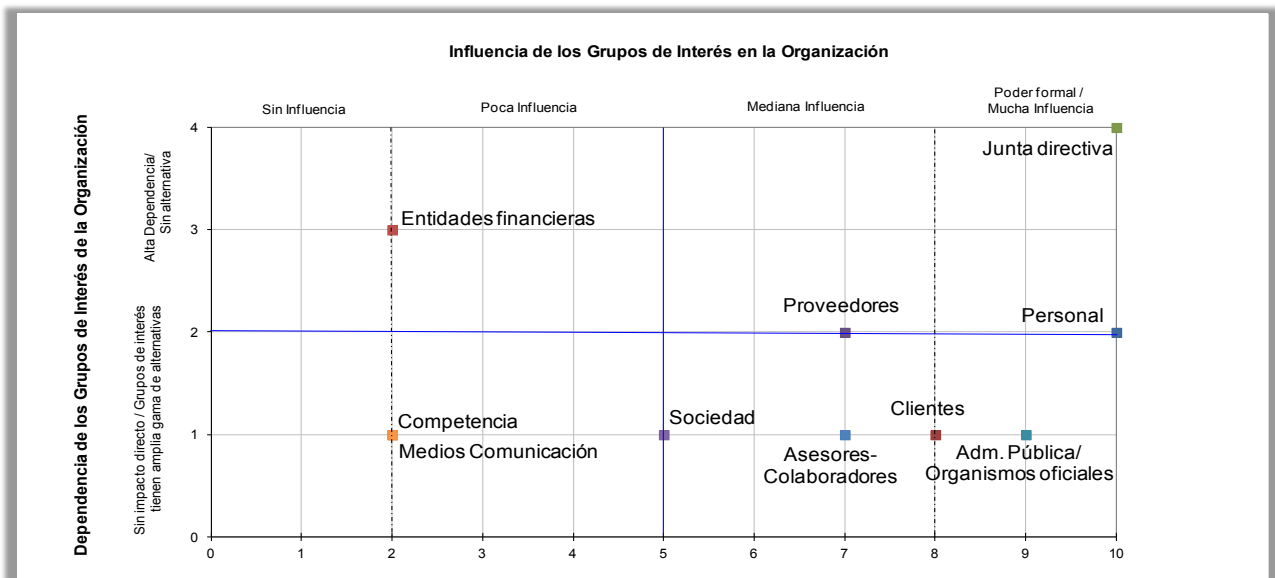 Influencia de los Grupos de Interés en la Organización
Sin Influencia
Poca Influencia
Mediana Influencia
Poder formal /
Mucha Influencia
Dependencia de los Grupos de Interés de la Organización
Alta Dependencia/
Sin alternativa
Sin impacto directo / Grupos de interés
tienen amplia gama de alternativas
4
3
2
1
0
Junta directiva
Entidades financieras
Proveedores
Personal
Competencia
Medios Comunicación
Sociedad
Asesores-
Colaboradores
Clientes
Adm. Pública/
Organismos oficiales
0 1 2 3 4 5 6 7 8 9 10